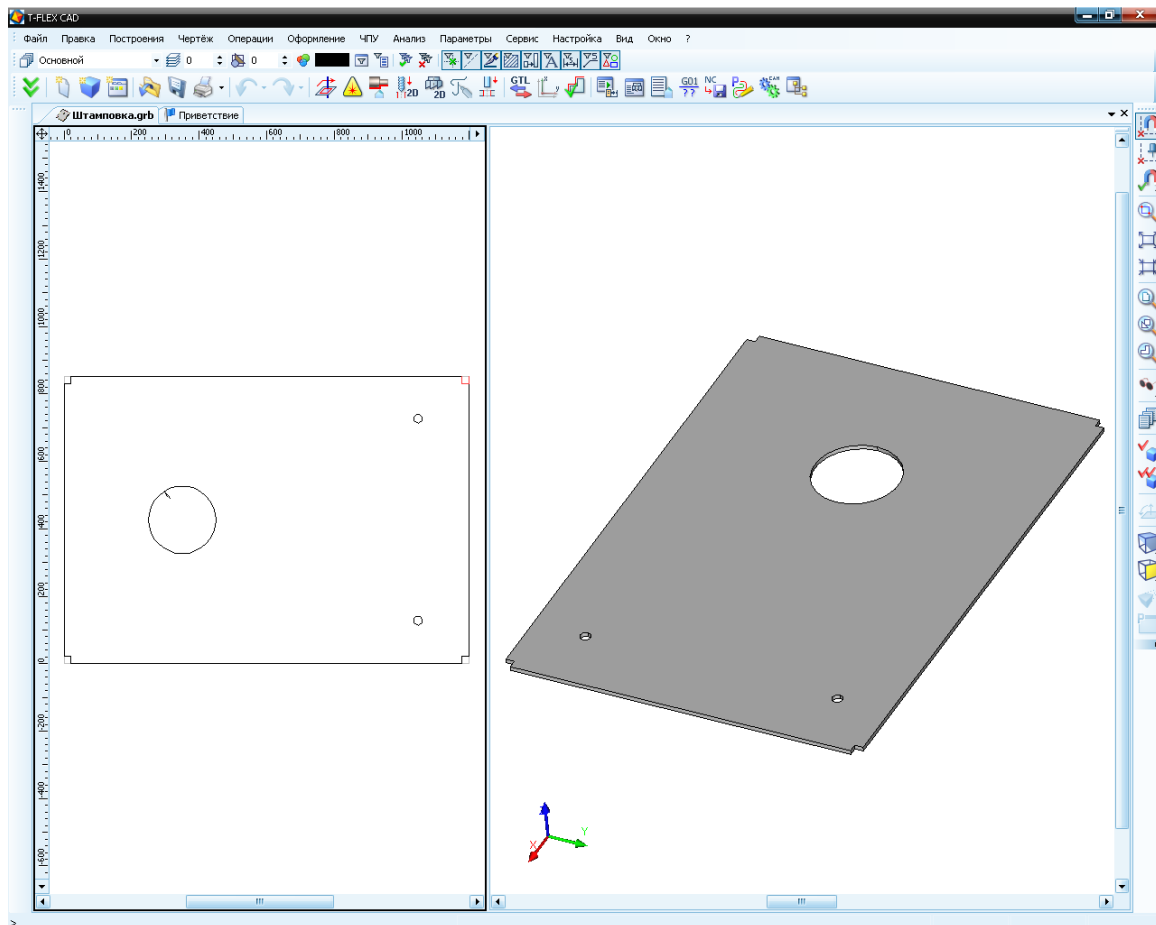 T-FLEX CAD
Файл Правка Построения Чертёж Операции Оформление ЧПУ Анализ Параметры Сервис Настройка Вид Окно ?
Основной 0 0
2D 2D GTL G01 ?? NC
Штамповка.grb Приветствие
0 200 400 600 800 1000
1400
1200
1000
800
600
400
200
0
-200
-400
-600
Z
X Y
>